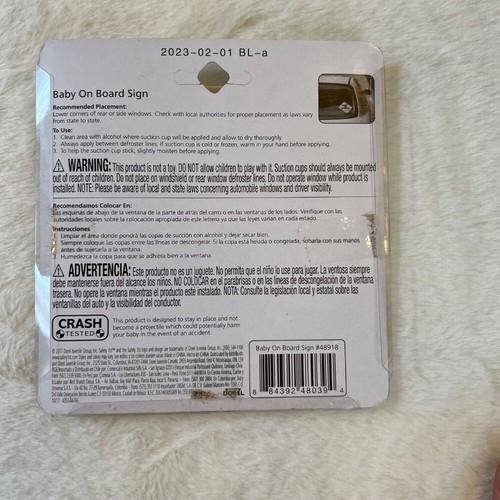 2023-02-01 BL-a
Baby On Board Sign
Recommended Placement:
Lower corners of rear or side windows. Check with local authorities for proper placement as laws vary
from state to state.
To Use:
1. Clean area with alcohol where suction cup will be applied and allow to dry thoroughly.
2. Always apply between defroster lines. If suction cup is cold or frozen, warm in your hand before applying.
3. To help the suction cup stick, slightly moisten before applying.
WARNING: This product is not a toy. DO NOT allow children to play with it. Suction cups should always be mounted
out of reach of children. Do not place on windshield or rear window defroster lines. Do not operate window while product is
installed. NOTE: Please be aware of local and state laws concerning automobile windows and driver visibility.
Recomendamos Colocar En:
Las esquinas de abajo de la ventana de la parte de atrás del carro o en las ventanas de los lados. Verifique con las
autoridades locales sobre la colocación apropiada de este letrero ya que las leyes varían en cada estado.
Instrucciones
1. Limpiar el área donde pondrá las copas de succión con alcohol y dejar secar bien.
Siempre coloque las copas entre las líneas de descongelar. Si la copa está helada o congelada, sobarla con sus manos
antes de sujetarla a la ventana.
Humedezca la copa para que se adhiera bien a la ventana.
ADVERTENCIA: Este producto no es un juguete. No permita que el niño lo use para jugar. La ventosa siempre
debe mantenerse fuera del alcance los niños. NO COLOCAR en el parabrisas o en las líneas de descongelación de la ventana
trasera. No opere la ventana mientras el producto esté instalado. NOTA: Consulte la legislación local y estatal sobre las
ventanillas del auto y la visibilidad del conductor.
CRASH
TESTED
This product is designed to stay in place and not
become a projectile which could potentially harm
your baby in the event of an accident.
Baby On Board Sign #48918
8 64392 48039 4